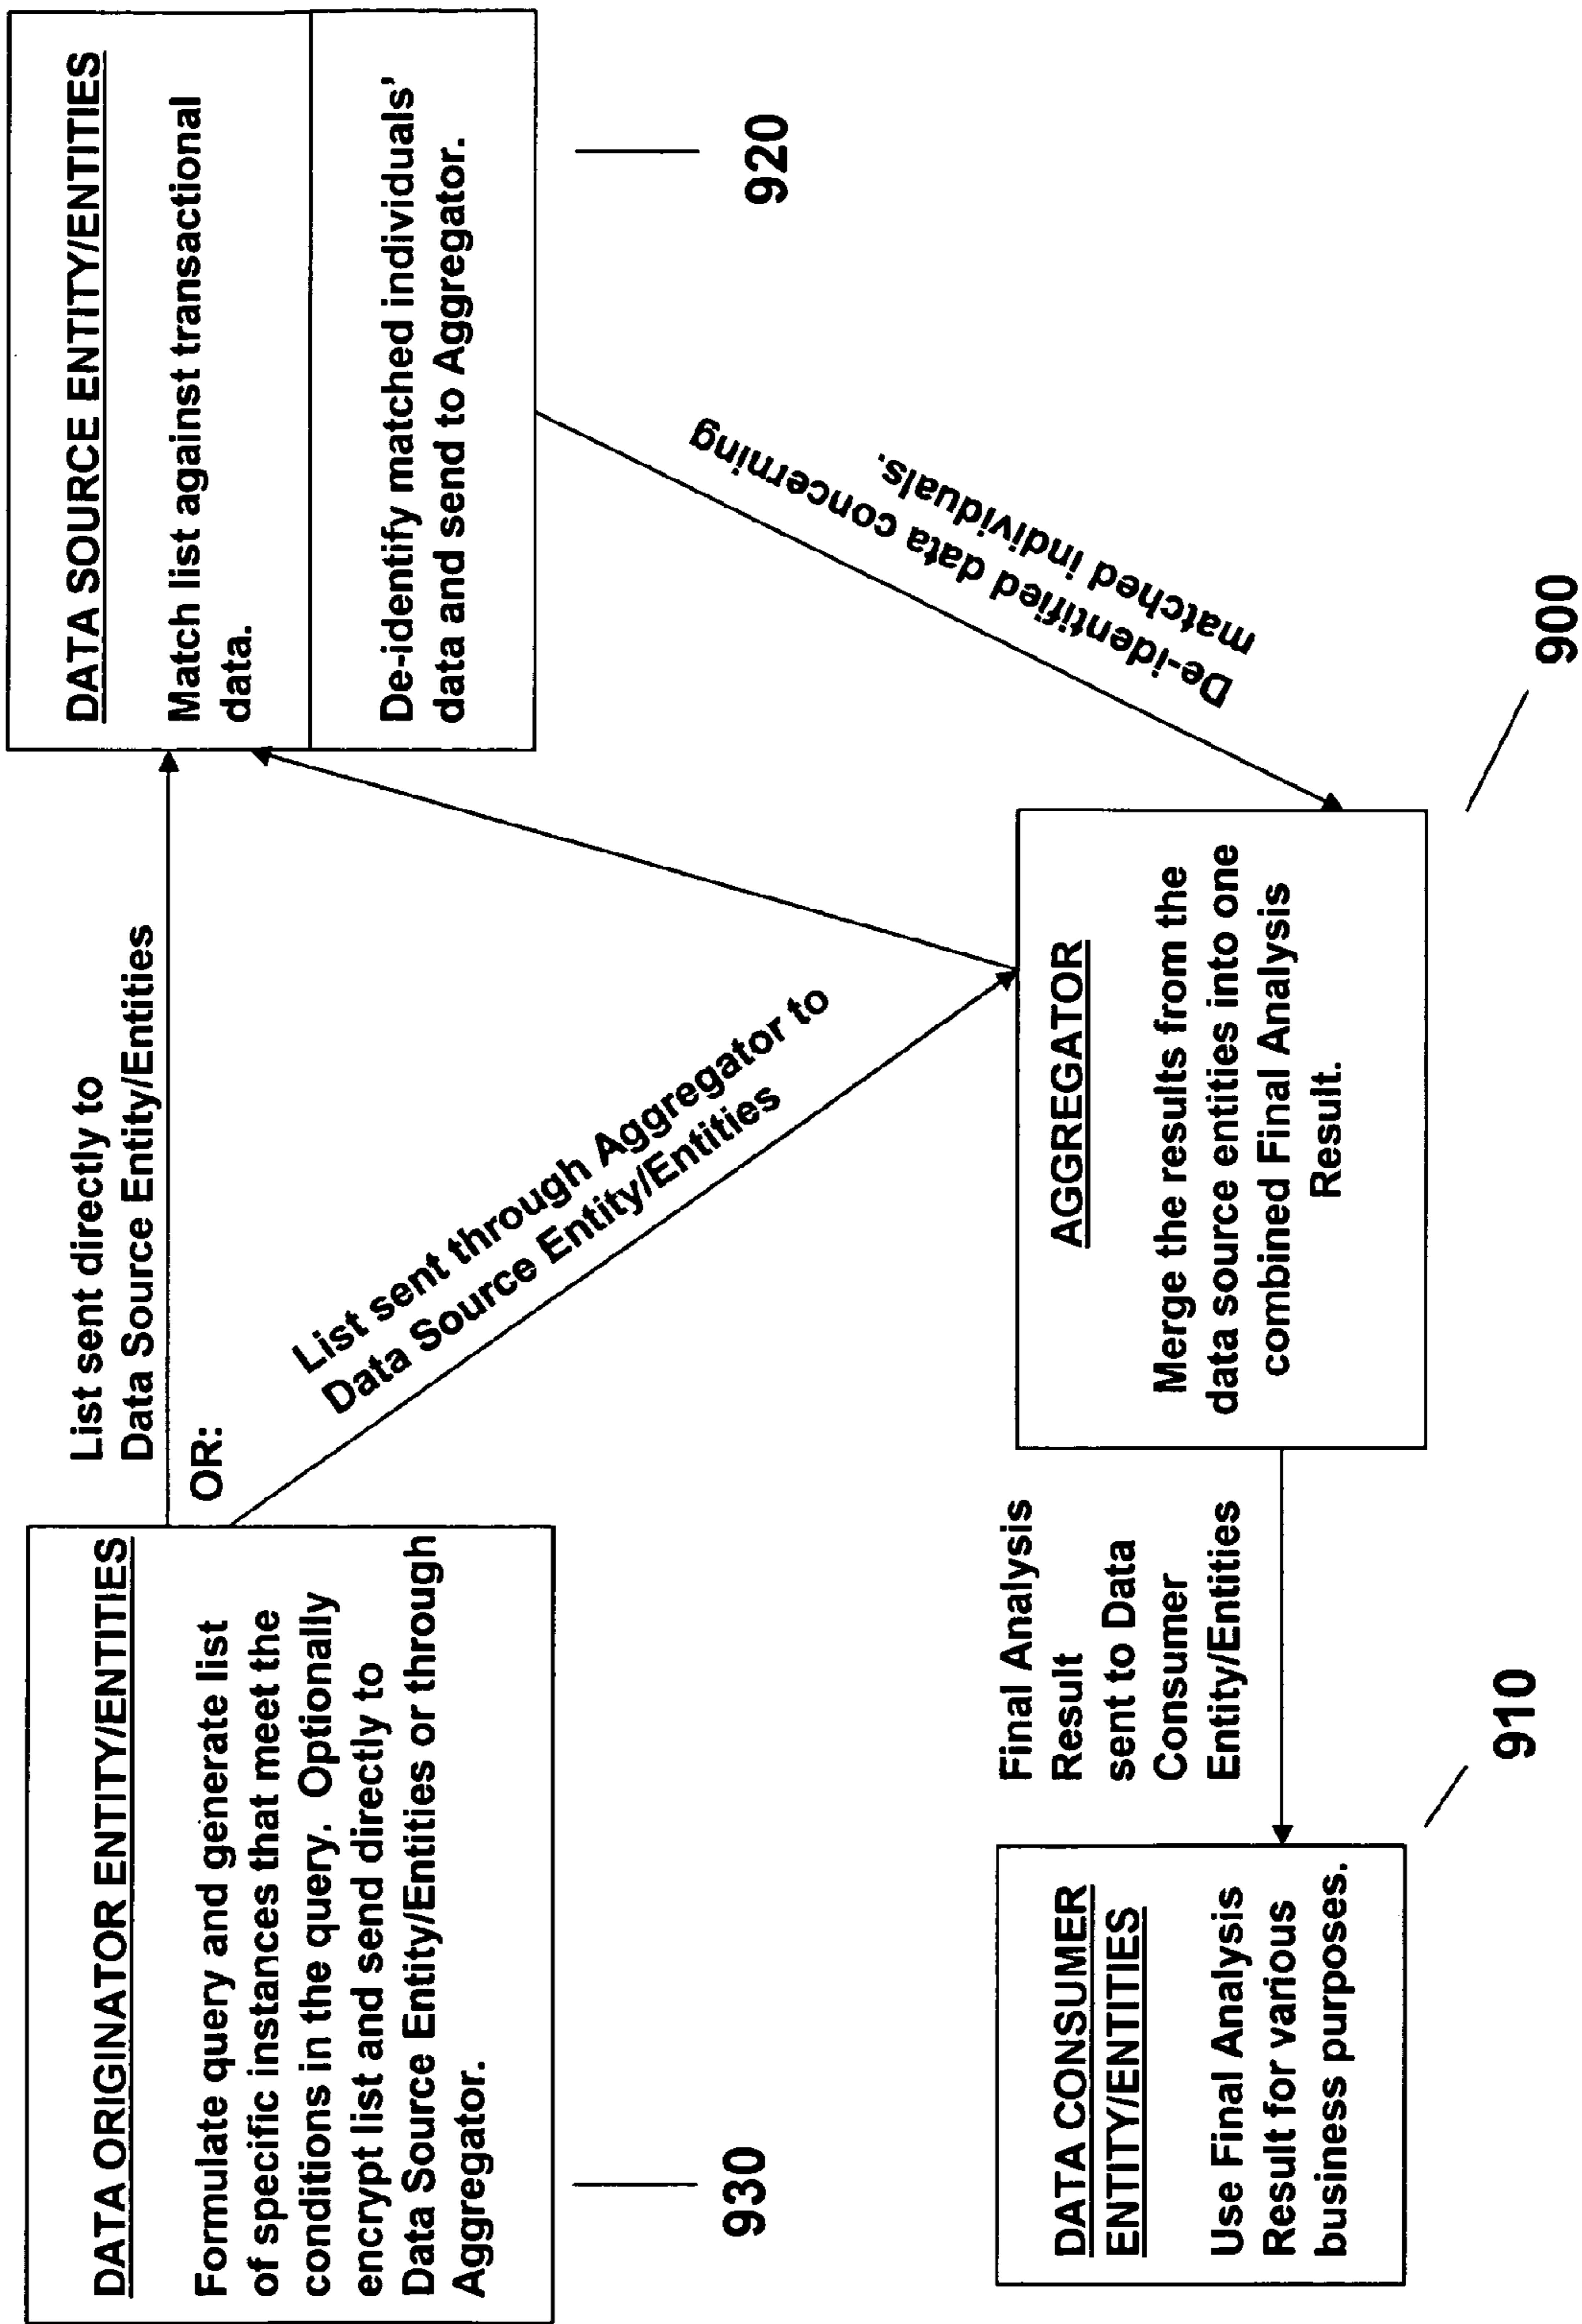 DATA ORIGINATOR ENTITY/ENTITIES
Formulate query and generate list
of specific instances that meet the
conditions in the query. Optionally
encrypt list and send directly to
Data Source Entity/Entities or through
Aggregator.
930
List sent directly to
Data Source Entity/Entities
OR:
List sent through Aggregator to
Data Source Entity/Entities
DATA SOURCE ENTITY/ENTITIES
Match list against transactional
data.
De-identify matched individuals'
data and send to Aggregator.
920
De-identified data concerning
matched individuals.
DATA CONSUMER
ENTITY/ENTITIES
Use Final Analysis
Result for various
business purposes.
910
Final Analysis
Result
sent to Data
Consumer
Entity/Entities
AGGREGATOR
Merge the results from the
data source entities into one
combined Final Analysis
Result.
900